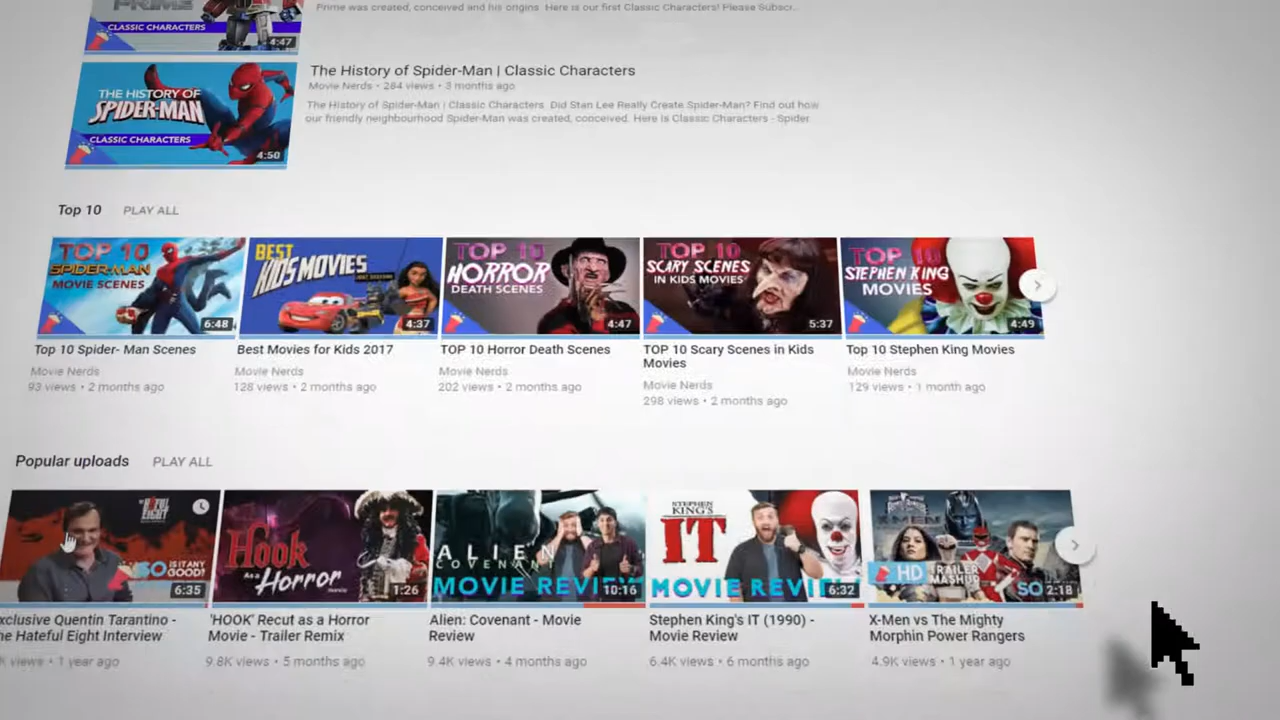 PRIME
Prime was created, conceived and his origins. Here is our first Classic Characters! Please Subscr..
CLASSIC CHARACTERS
4:47
THE HISTORY OF
SPIDER-MAN
CLASSIC CHARACTERS
4:50
The History of Spider-Man | Classic Characters
Movie Nerds • 284 views • 3 months ago
The History of Spider-Man | Classic Characters. Did Stan Lee Really Create Spider-Man? Find out how
our friendly neighbourhood Spider-Man was created, conceived. Here is Classic Characters - Spider
Top 10 PLAY ALL
TOP 10
SPIDER-MAN
MOVIE SCENES
6:48
BEST
KIDS MOVIES
4:37
TOP 10
HORROR
DEATH SCENES
4:47
TOP 10
SCARY SCENES
IN KIDS MOVIES
5:37
TOP 10
STEPHEN KING
MOVIES
4:49
Top 10 Spider- Man Scenes
Movie Nerds
93 views • 2 months ago
Best Movies for Kids 2017
Movie Nerds
128 views • 2 months ago
TOP 10 Horror Death Scenes
Movie Nerds
202 views • 2 months ago
TOP 10 Scary Scenes in Kids
Movies
Movie Nerds
298 views • 2 months ago
Top 10 Stephen King Movies
Movie Nerds
129 views • 1 month ago
Popular uploads PLAY ALL
THE HATEFUL EIGHT
SO IS IT ANY
GOOD?
6:35
Hook
As a
Horror
Movie
1:26
ALIEN
COVENANT
MOVIE REVIEW
10:16
STEPHEN
KING'S
IT
MOVIE REVIEW
6:32
X-MEN
HD TRAILER
MASHUP
SO
2:18
xclusive Quentin Tarantino -
he Hateful Eight Interview
K views • 1 year ago
'HOOK' Recut as a Horror
Movie - Trailer Remix
9.8K views • 5 months ago
Alien: Covenant - Movie
Review
9.4K views • 4 months ago
Stephen King's IT (1990) -
Movie Review
6.4K views • 6 months ago
X-Men vs The Mighty
Morphin Power Rangers
4.9K views • 1 year ago